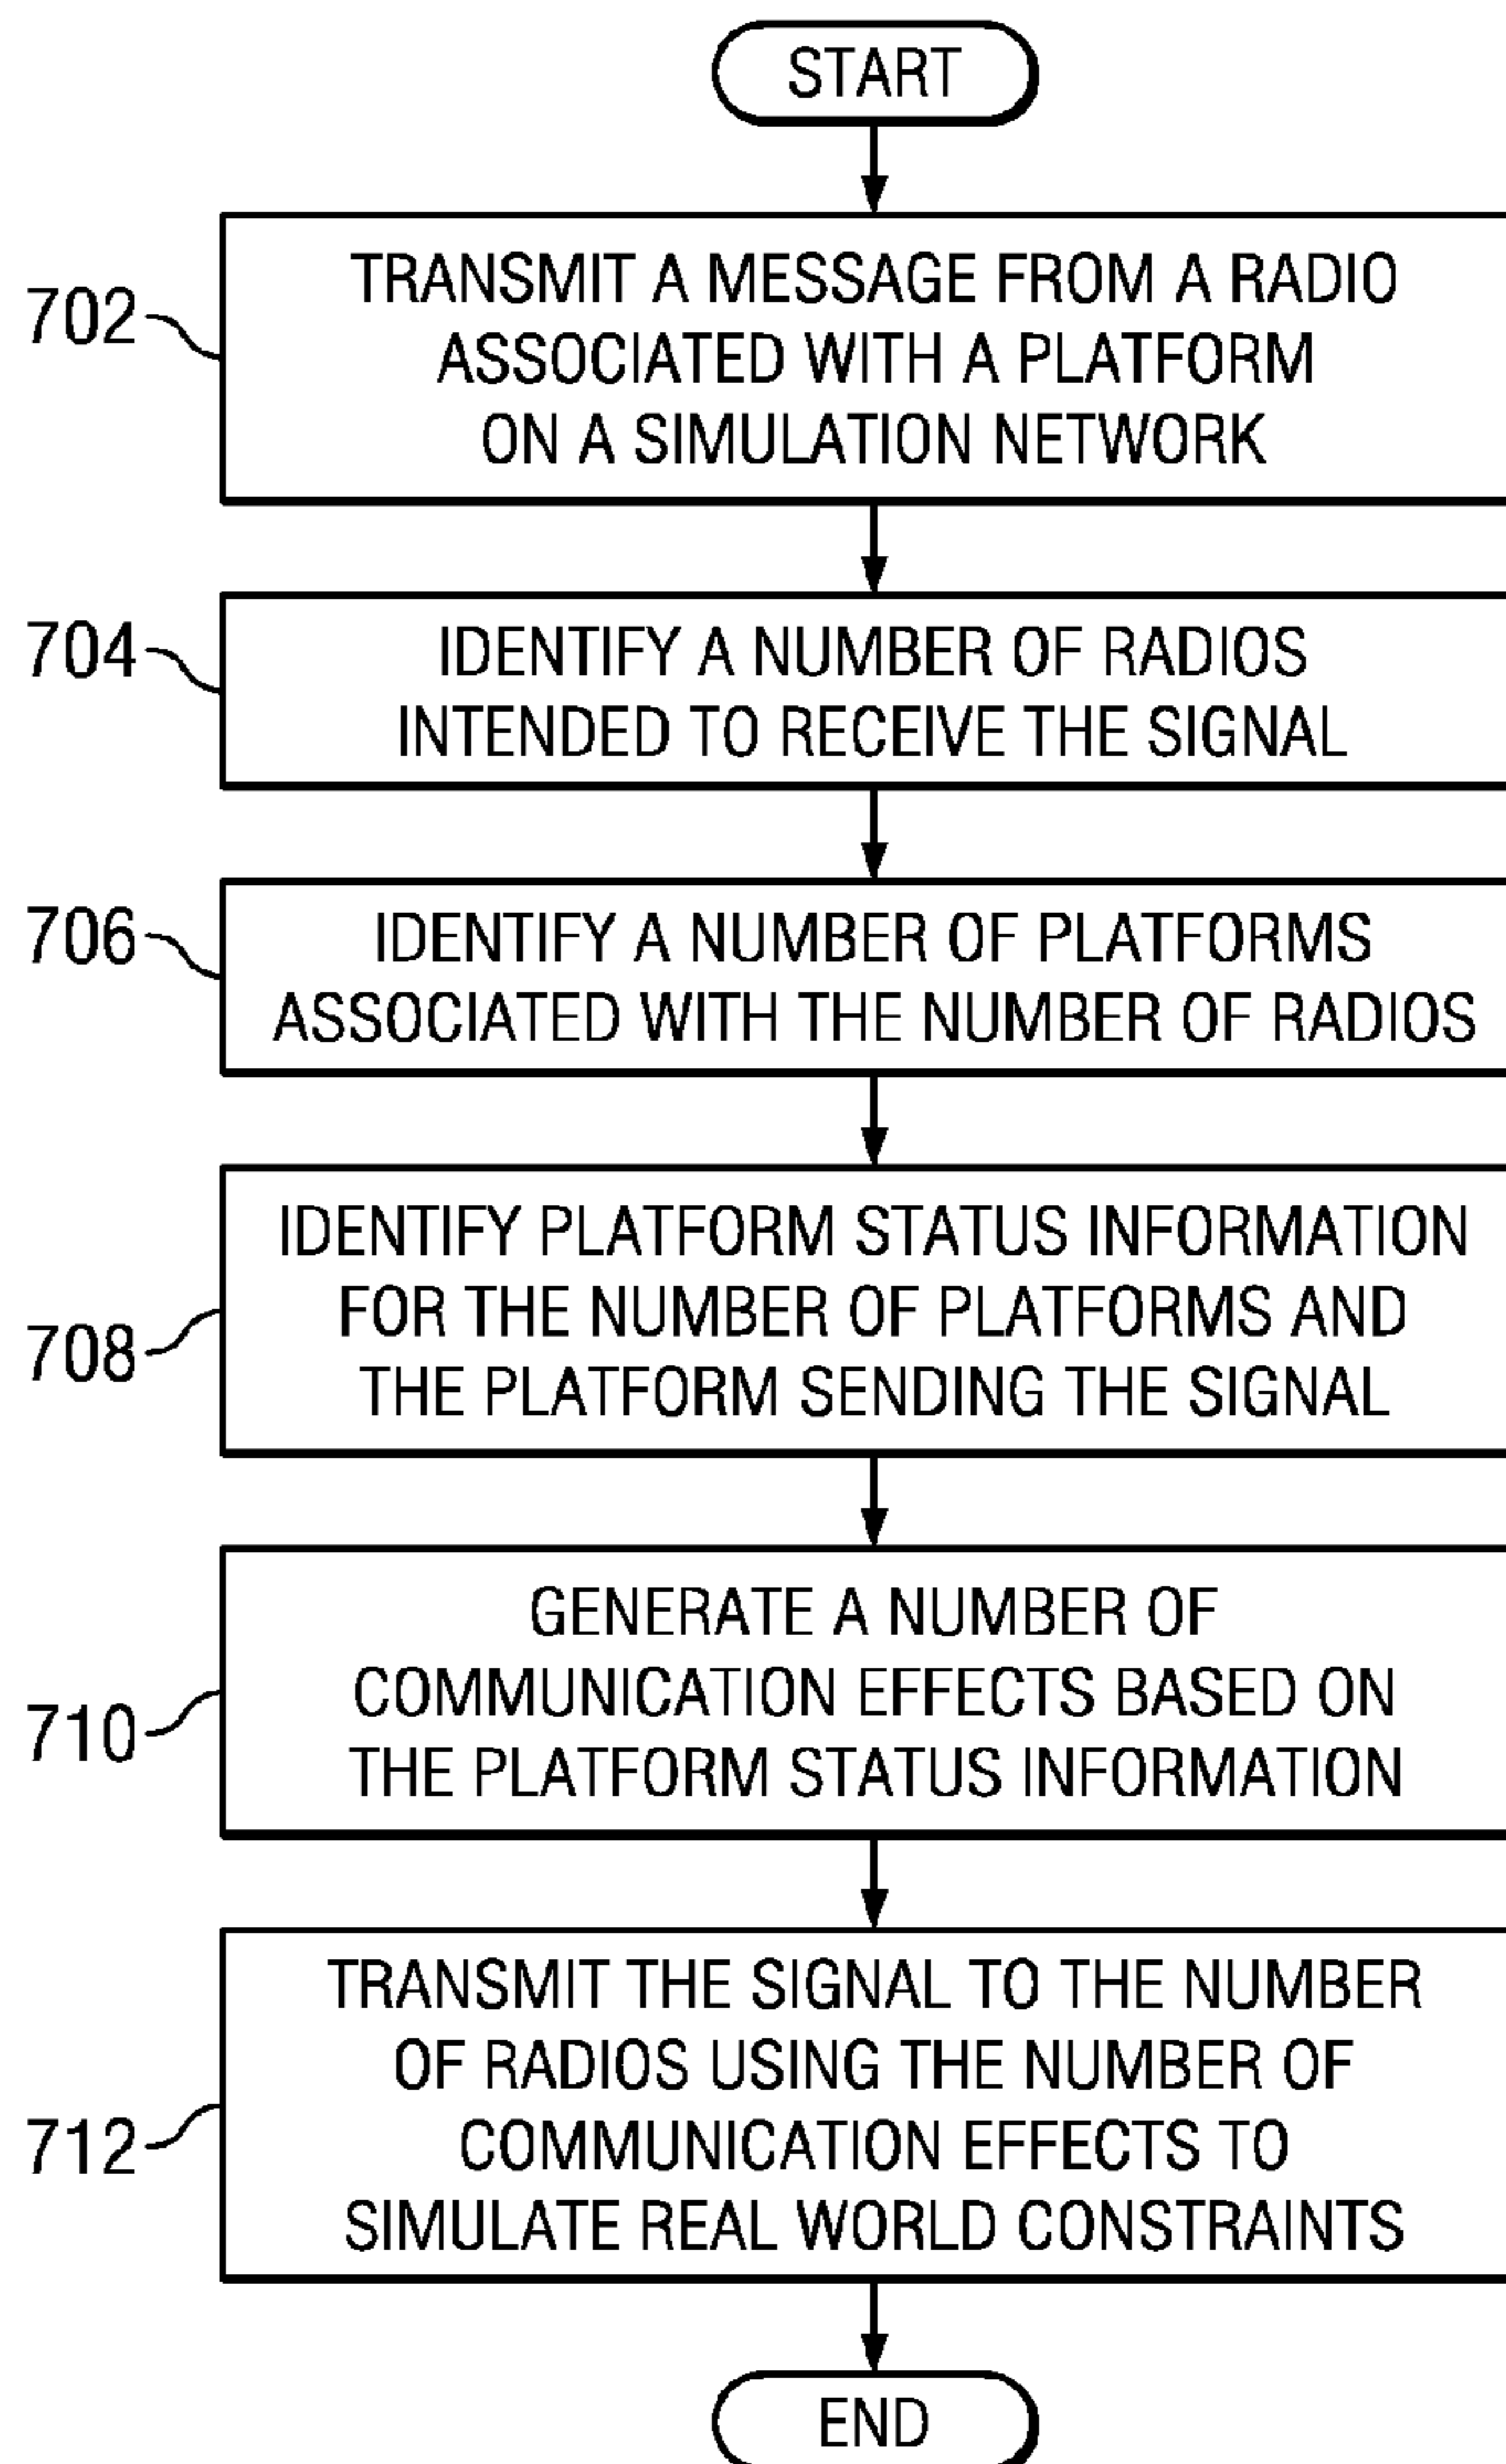 START
702
TRANSMIT A MESSAGE FROM A RADIO
ASSOCIATED WITH A PLATFORM
ON A SIMULATION NETWORK
704
IDENTIFY A NUMBER OF RADIOS
INTENDED TO RECEIVE THE SIGNAL
706
IDENTIFY A NUMBER OF PLATFORMS
ASSOCIATED WITH THE NUMBER OF RADIOS
708
IDENTIFY PLATFORM STATUS INFORMATION
FOR THE NUMBER OF PLATFORMS AND
THE PLATFORM SENDING THE SIGNAL
710
GENERATE A NUMBER OF
COMMUNICATION EFFECTS BASED ON
THE PLATFORM STATUS INFORMATION
712
TRANSMIT THE SIGNAL TO THE NUMBER
OF RADIOS USING THE NUMBER OF
COMMUNICATION EFFECTS TO
SIMULATE REAL WORLD CONSTRAINTS
END